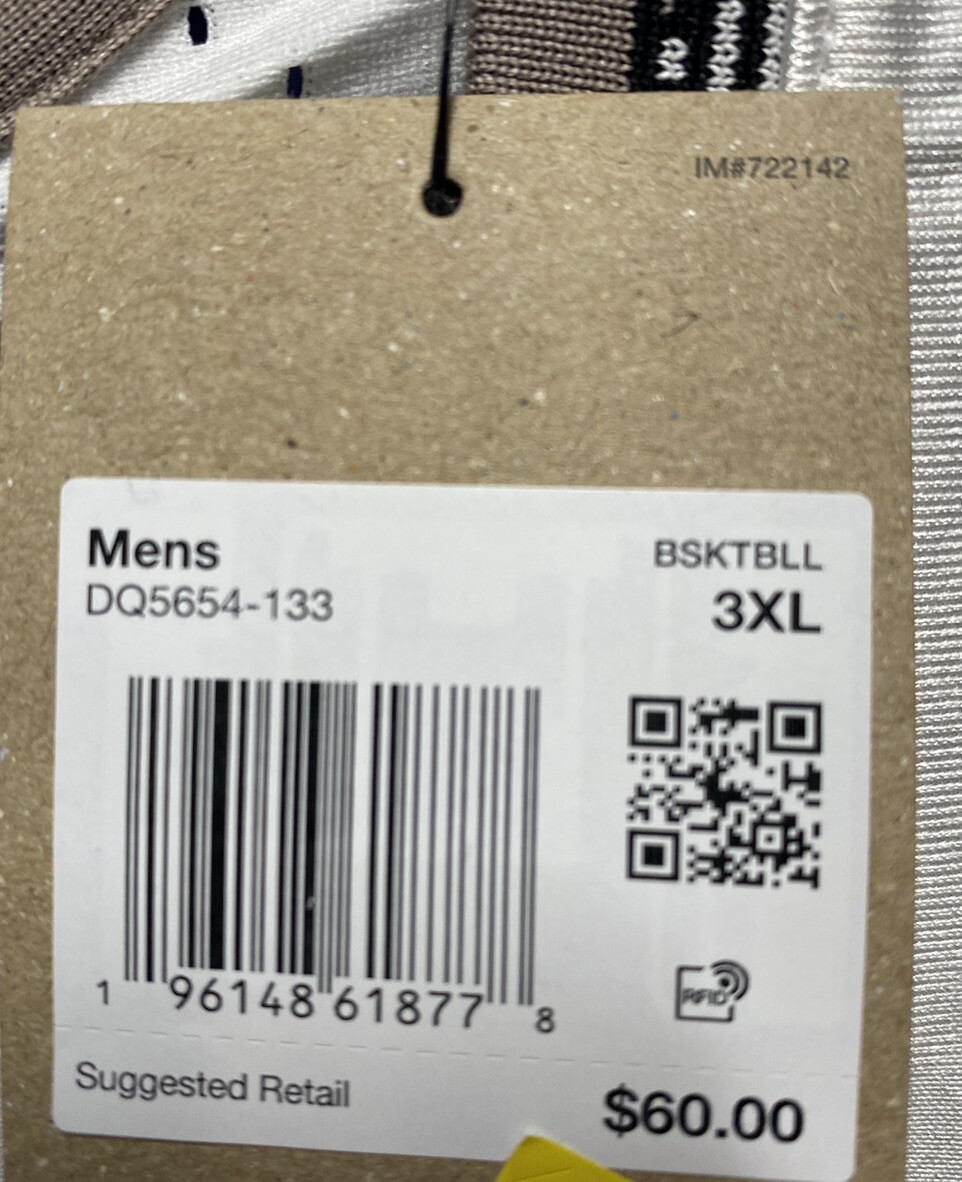 IM#722142
Mens
BSKTBLL
DQ5654-133
3XL
1 96148 61877 8
RFID
Suggested Retail
$60.00